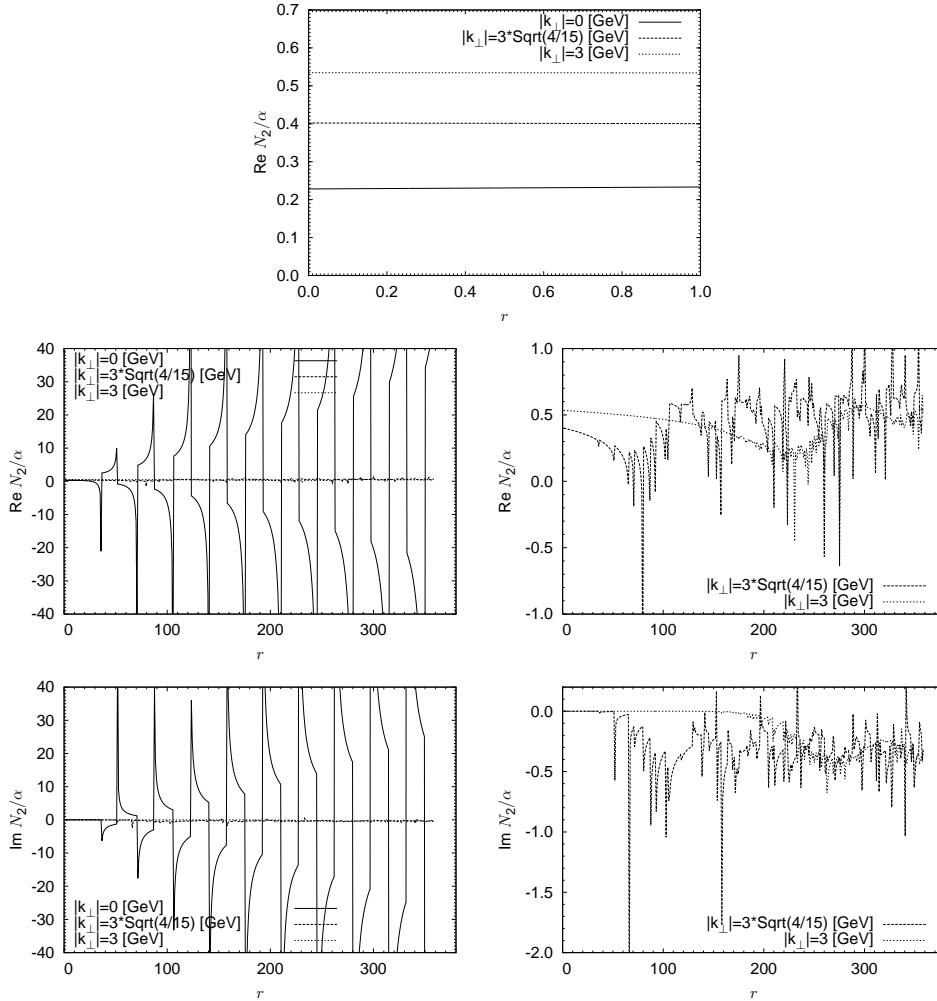 0.7
0.6
0.5
0.4
0.3
0.2
0.1
0.0
Re N₂/α
|k⊥|=0 [GeV]
|k⊥|=3*Sqrt(4/15) [GeV]
|k⊥|=3 [GeV]
0.0 0.2 0.4 0.6 0.8 1.0
r
40
30
20
10
0
-10
-20
-30
-40
Re N₂/α
|k⊥|=0 [GeV]
|k⊥|=3*Sqrt(4/15) [GeV]
|k⊥|=3 [GeV]
0 100 200 300
r
1.0
0.5
0.0
-0.5
-1.0
Re N₂/α
|k⊥|=3*Sqrt(4/15) [GeV]
|k⊥|=3 [GeV]
0 100 200 300
r
40
30
20
10
0
-10
-20
-30
-40
Im N₂/α
|k⊥|=0 [GeV]
|k⊥|=3*Sqrt(4/15) [GeV]
|k⊥|=3 [GeV]
0 100 200 300
r
0.0
-0.5
-1.0
-1.5
-2.0
Im N₂/α
|k⊥|=3*Sqrt(4/15) [GeV]
|k⊥|=3 [GeV]
0 100 200 300
r